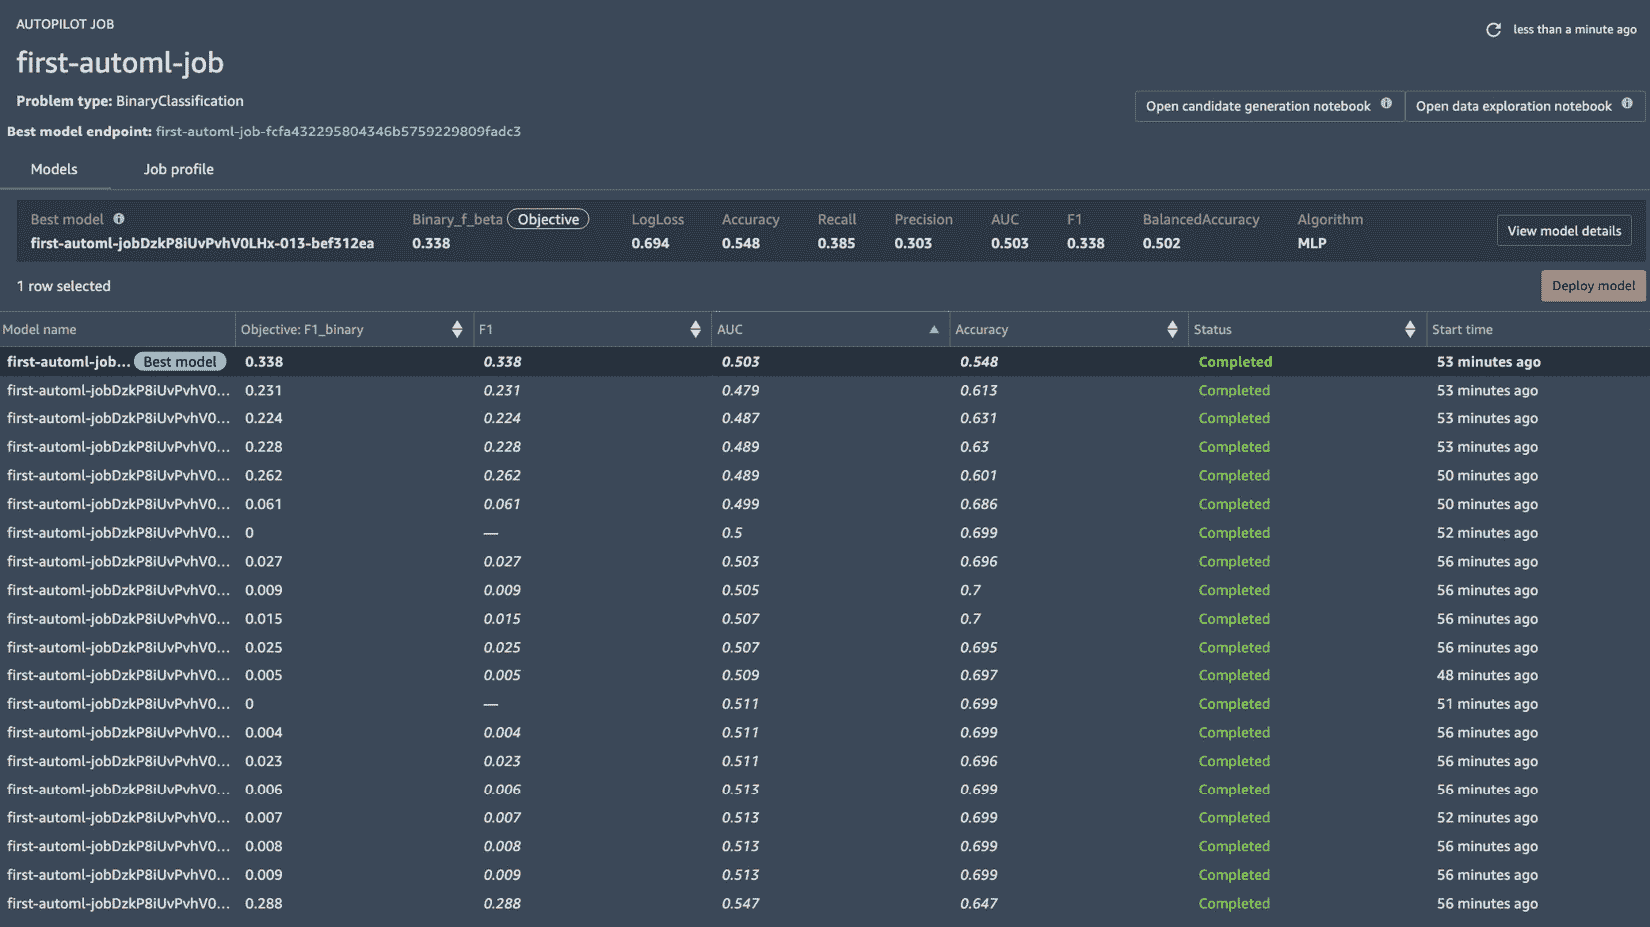 AUTOPILOT JOB
less than a minute ago
first-automl-job
Problem type: BinaryClassification
Open candidate generation notebook Open data exploration notebook
Best model endpoint: first-automl-job-fcfa432295804346b5759229809fadc3
Models Job profile
Best model Binary_f_beta Objective LogLoss Accuracy Recall Precision AUC F1 BalancedAccuracy Algorithm
first-automl-jobDzkP8iUvPvhV0LHx-013-bef312ea 0.338 0.694 0.548 0.385 0.303 0.503 0.338 0.502 MLP View model details
1 row selected Deploy model
Model name Objective: F1_binary F1 AUC Accuracy Status Start time
first-automl-job... Best model 0.338 0.338 0.503 0.548 Completed 53 minutes ago
first-automl-jobDzkP8iUvPvhV0... 0.231 0.231 0.479 0.613 Completed 53 minutes ago
first-automl-jobDzkP8iUvPvhV0... 0.224 0.224 0.487 0.631 Completed 53 minutes ago
first-automl-jobDzkP8iUvPvhV0... 0.228 0.228 0.489 0.63 Completed 53 minutes ago
first-automl-jobDzkP8iUvPvhV0... 0.262 0.262 0.489 0.601 Completed 50 minutes ago
first-automl-jobDzkP8iUvPvhV0... 0.061 0.061 0.499 0.686 Completed 50 minutes ago
first-automl-jobDzkP8iUvPvhV0... 0 — 0.5 0.699 Completed 52 minutes ago
first-automl-jobDzkP8iUvPvhV0... 0.027 0.027 0.503 0.696 Completed 56 minutes ago
first-automl-jobDzkP8iUvPvhV0... 0.009 0.009 0.505 0.7 Completed 56 minutes ago
first-automl-jobDzkP8iUvPvhV0... 0.015 0.015 0.507 0.7 Completed 56 minutes ago
first-automl-jobDzkP8iUvPvhV0... 0.025 0.025 0.507 0.695 Completed 56 minutes ago
first-automl-jobDzkP8iUvPvhV0... 0.005 0.005 0.509 0.697 Completed 48 minutes ago
first-automl-jobDzkP8iUvPvhV0... 0 — 0.511 0.699 Completed 51 minutes ago
first-automl-jobDzkP8iUvPvhV0... 0.004 0.004 0.511 0.699 Completed 56 minutes ago
first-automl-jobDzkP8iUvPvhV0... 0.023 0.023 0.511 0.696 Completed 56 minutes ago
first-automl-jobDzkP8iUvPvhV0... 0.006 0.006 0.513 0.699 Completed 56 minutes ago
first-automl-jobDzkP8iUvPvhV0... 0.007 0.007 0.513 0.699 Completed 52 minutes ago
first-automl-jobDzkP8iUvPvhV0... 0.008 0.008 0.513 0.699 Completed 56 minutes ago
first-automl-jobDzkP8iUvPvhV0... 0.009 0.009 0.513 0.699 Completed 56 minutes ago
first-automl-jobDzkP8iUvPvhV0... 0.288 0.288 0.547 0.647 Completed 56 minutes ago